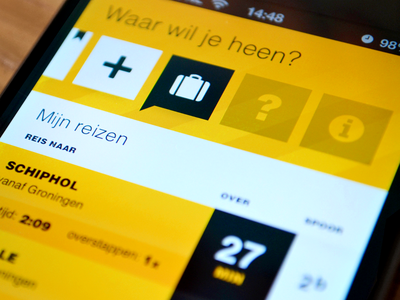 14:48
98%
Waar wil je heen?
Mijn reizen
REIS NAAR
OVER
SPOOR
SCHIPHOL
vanaf Groningen
tijd: 2:09 overstappen: 1x
27
MIN
2b